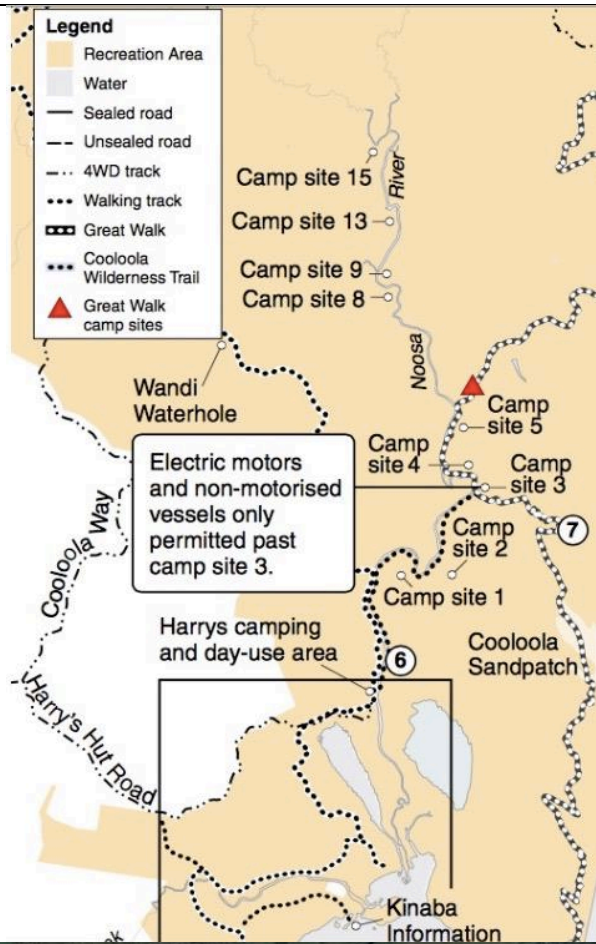 Legend
Recreation Area
Water
Sealed road
Unsealed road
4WD track
Walking track
Great Walk
Cooloola
Wilderness Trail
Great Walk
camp sites
Camp site 15
River
Camp site 13
Camp site 9
Camp site 8
Noosa
Wandi
Waterhole
Camp
site 5
Camp
site 4
Camp
site 3
Electric motors
and non-motorised
vessels only
permitted past
camp site 3.
7
Camp
site 2
Cooloola Way
Camp site 1
Harrys camping
and day-use area
6
Cooloola
Sandpatch
Harry's Hut Road
Kinaba
Information